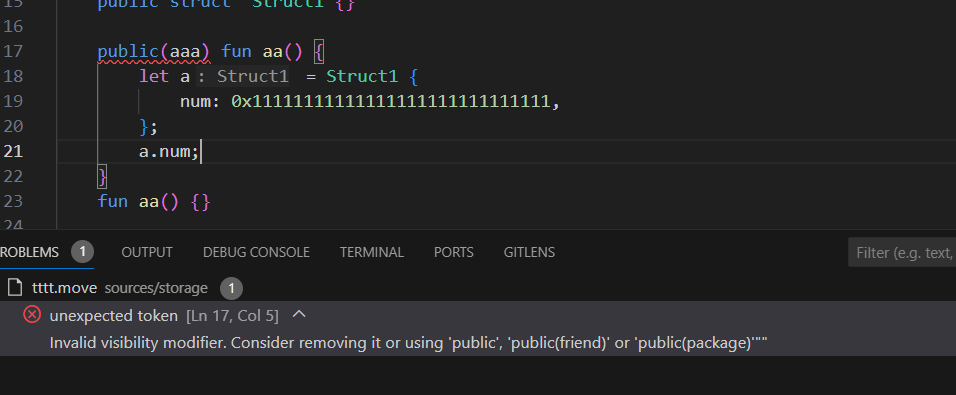 15 public struct Struct1 {}
16
17 public(aaa) fun aa() {
18 let a : Struct1 = Struct1 {
19 num: 0x11111111111111111111111111111,
20 };
21 a.num;
22 }
23 fun aa() {}
24
ROBLEMS 1 OUTPUT DEBUG CONSOLE TERMINAL PORTS GITLENS Filter (e.g. text,
tttt.move sources/storage 1
unexpected token [Ln 17, Col 5]
Invalid visibility modifier. Consider removing it or using 'public', 'public(friend)' or 'public(package)'""